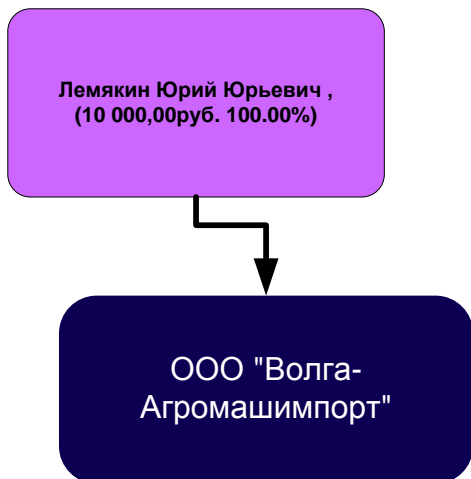 Лемякин Юрий Юрьевич ,
(10 000,00руб. 100.00%)
ООО "Волга-
Агромашимпорт"